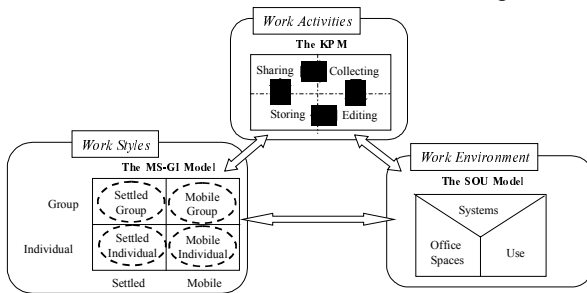 Work Activities
The KPM
Sharing Collecting
Storing Editing
Work Styles
The MS-GI Model
Group
Settled Group
Mobile Group
Individual
Settled Individual
Mobile Individual
Settled Mobile
Work Environment
The SOU Model
Systems
Office Spaces
Use